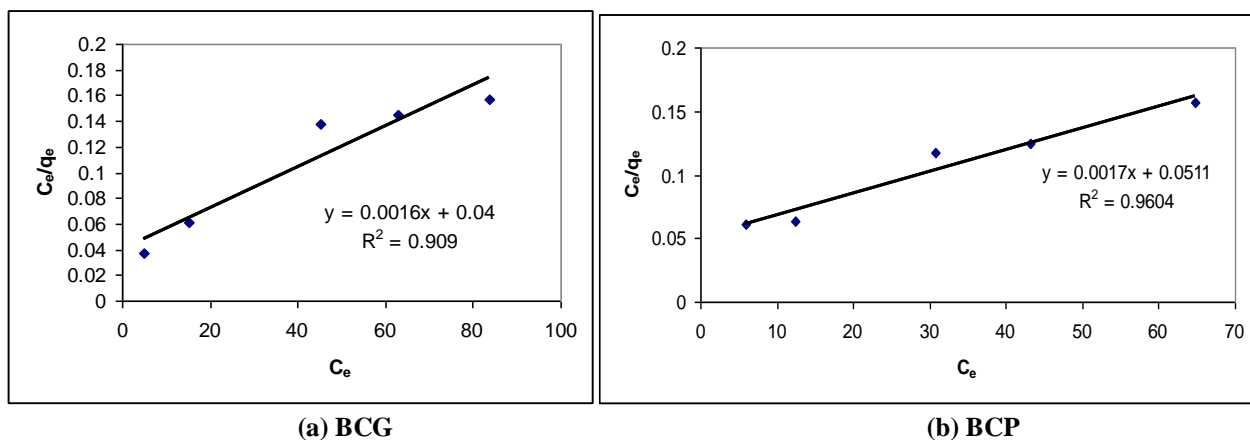 0.2
0.18
0.16
0.14
0.12
0.1
0.08
0.06
0.04
0.02
0
Cₑ/qₑ
y = 0.0016x + 0.04
R² = 0.909
0 20 40 60 80 100
Cₑ
(a) BCG
0.2
0.15
0.1
0.05
0
Cₑ/qₑ
y = 0.0017x + 0.0511
R² = 0.9604
0 10 20 30 40 50 60 70
Cₑ
(b) BCP